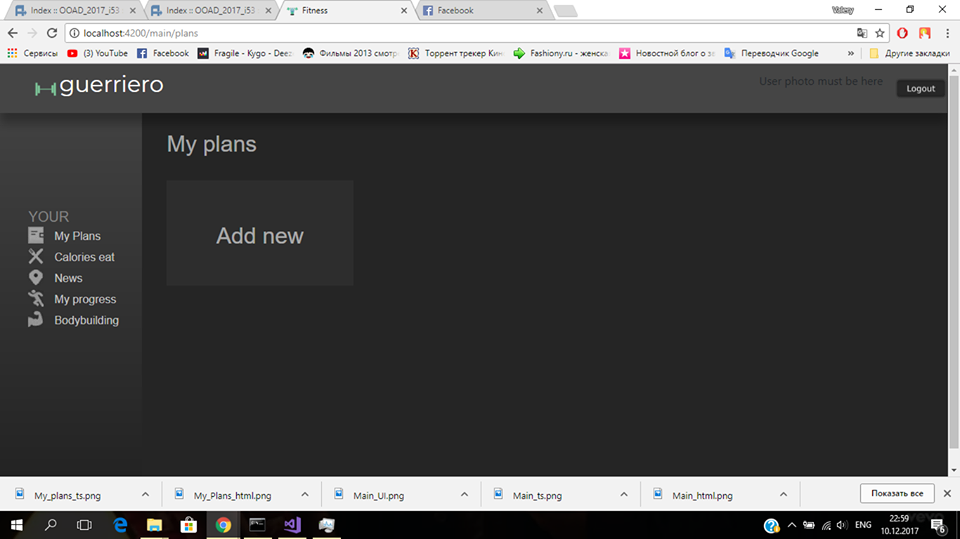 Index :: OOAD_2017_i53
Index :: OOAD_2017_i53
Fitness
Facebook
Valeriy
localhost:4200/main/plans
Сервисы
(3) YouTube
Facebook
Fragile - Kygo - Deez
Фильмы 2013 смотр
Торрент трекер Кин
Fashiony.ru - женска
Новостной блог о за
Переводчик Google
»
Другие закладки
guerriero
User photo must be here
Logout
My plans
Add new
YOUR
My Plans
Calories eat
News
My progress
Bodybuilding
My_plans_ts.png
My_Plans_html.png
Main_UI.png
Main_ts.png
Main_html.png
Показать все
ENG
22:59
10.12.2017
6